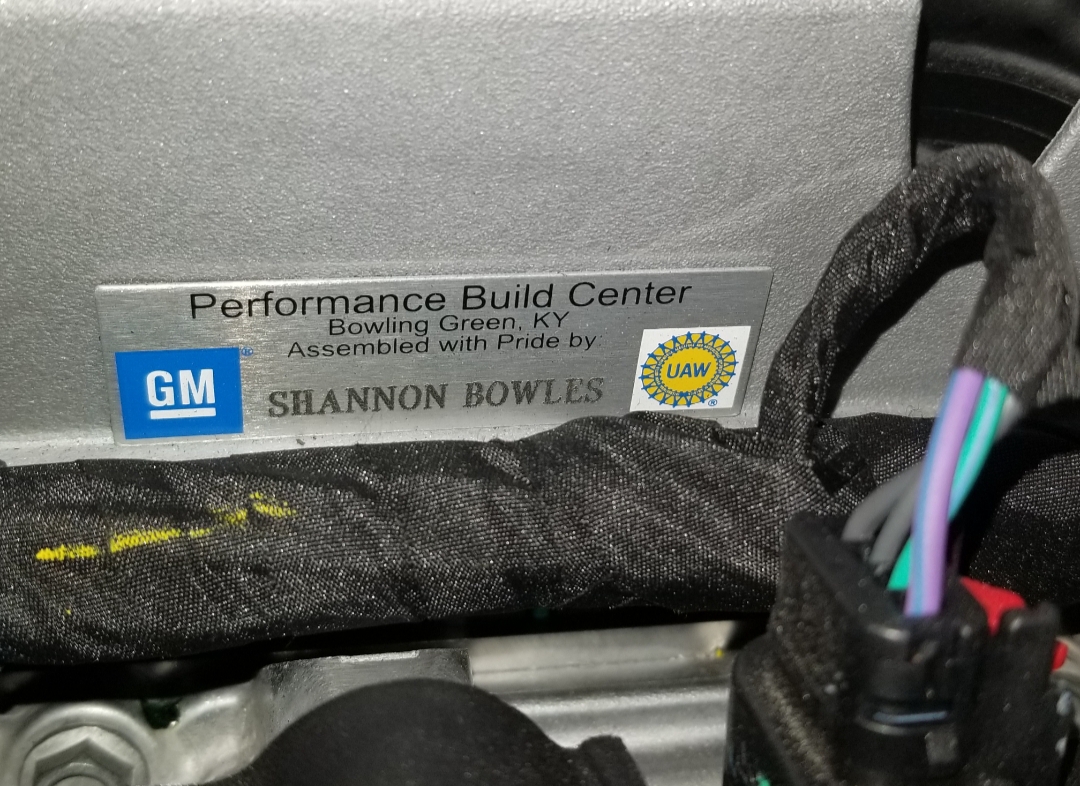 Performance Build Center
Bowling Green, KY
Assembled with Pride by
GM
SHANNON BOWLES
UAW
®